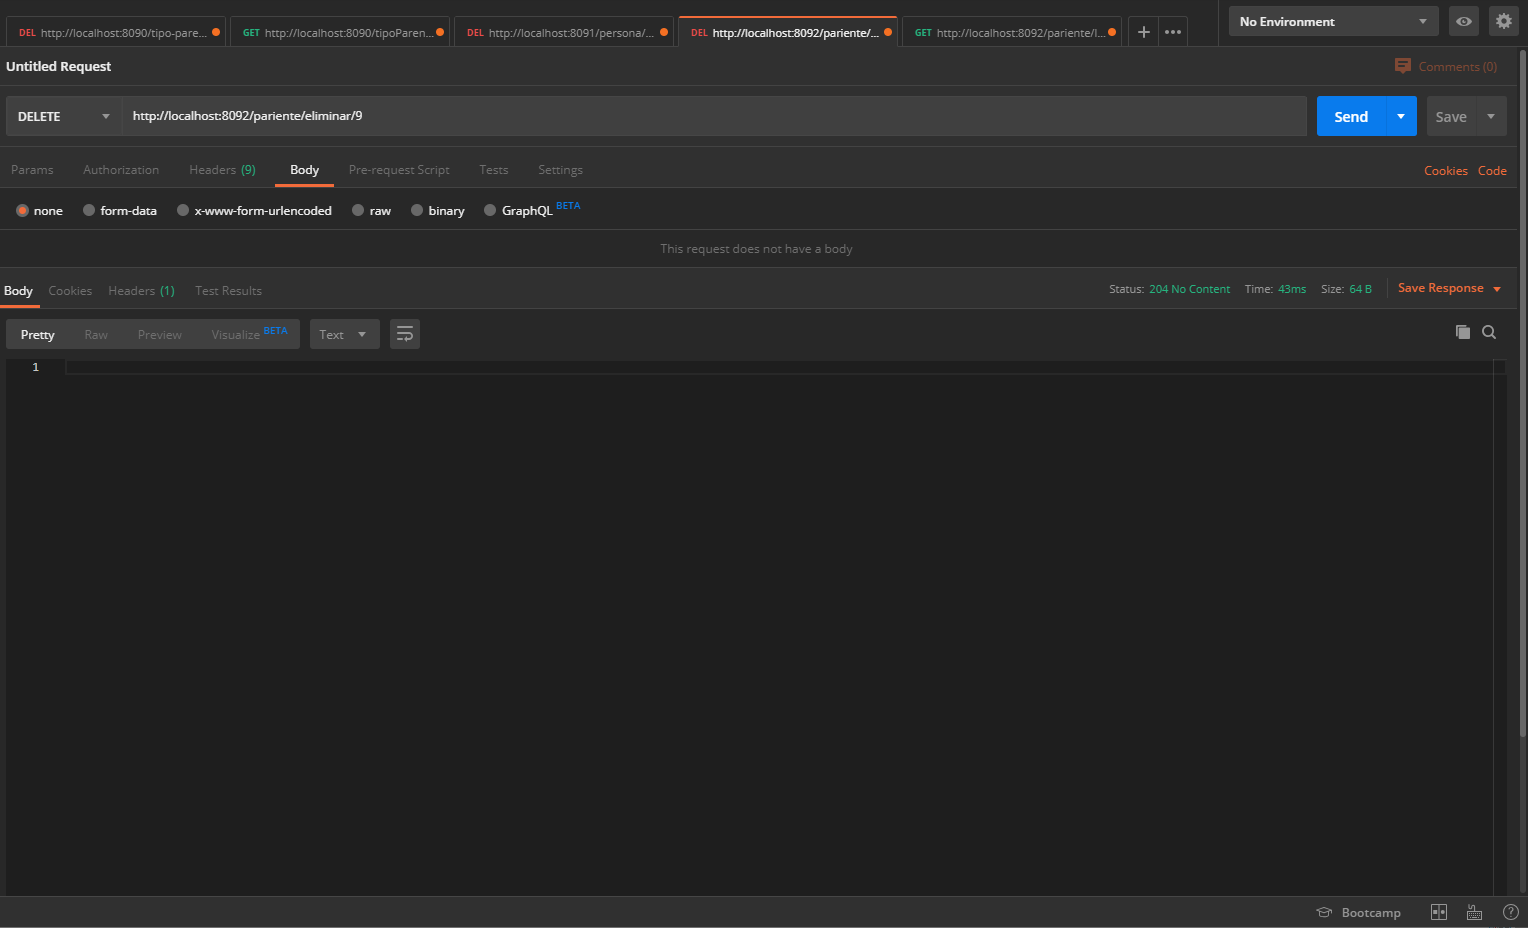 DEL http://localhost:8090/tipo-pare... GET http://localhost:8090/tipoParen... DEL http://localhost:8091/persona/... DEL http://localhost:8092/pariente/... GET http://localhost:8092/pariente/l... No Environment
Untitled Request Comments (0)
DELETE http://localhost:8092/pariente/eliminar/9 Send Save
Params Authorization Headers (9) Body Pre-request Script Tests Settings Cookies Code
none form-data x-www-form-urlencoded raw binary GraphQL BETA
This request does not have a body
Body Cookies Headers (1) Test Results Status: 204 No Content Time: 43ms Size: 64 B Save Response
Pretty Raw Preview Visualize BETA Text
1
Bootcamp